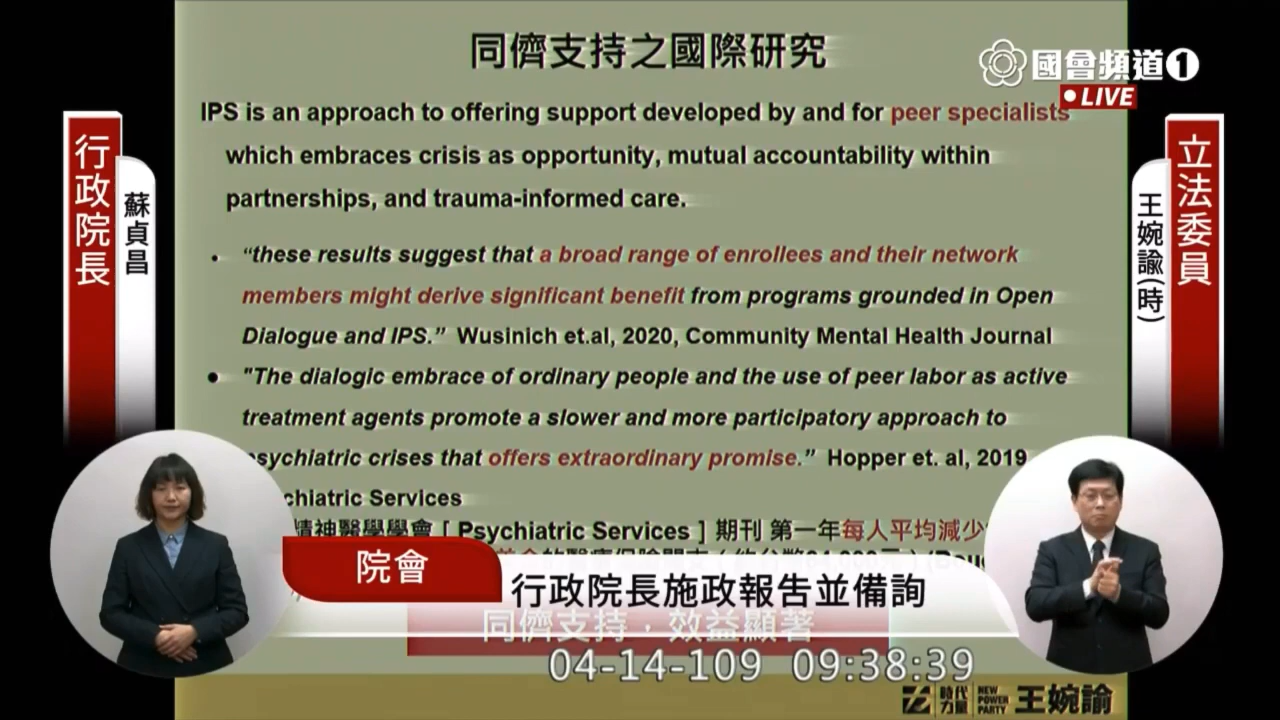 同儕支持之國際研究
國會頻道1
LIVE
IPS is an approach to offering support developed by and for peer specialists
which embraces crisis as opportunity, mutual accountability within
partnerships, and trauma-informed care.
• “these results suggest that a broad range of enrollees and their network
members might derive significant benefit from programs grounded in Open
Dialogue and IPS.” Wusinich et.al, 2020, Community Mental Health Journal
• "The dialogic embrace of ordinary people and the use of peer labor as active
treatment agents promote a slower and more participatory approach to
psychiatric crises that offers extraordinary promise.” Hopper et. al, 2019
chiatric Services
精神醫學學會 [ Psychiatric Services ] 期刊 第一年每人平均減少
行政院長
蘇貞昌
立法委員
王婉諭(時)
院會
行政院長施政報告並備詢
同儕支持，效益顯著
04-14-109 09:38:39
時代力量 NEW POWER PARTY 王婉諭